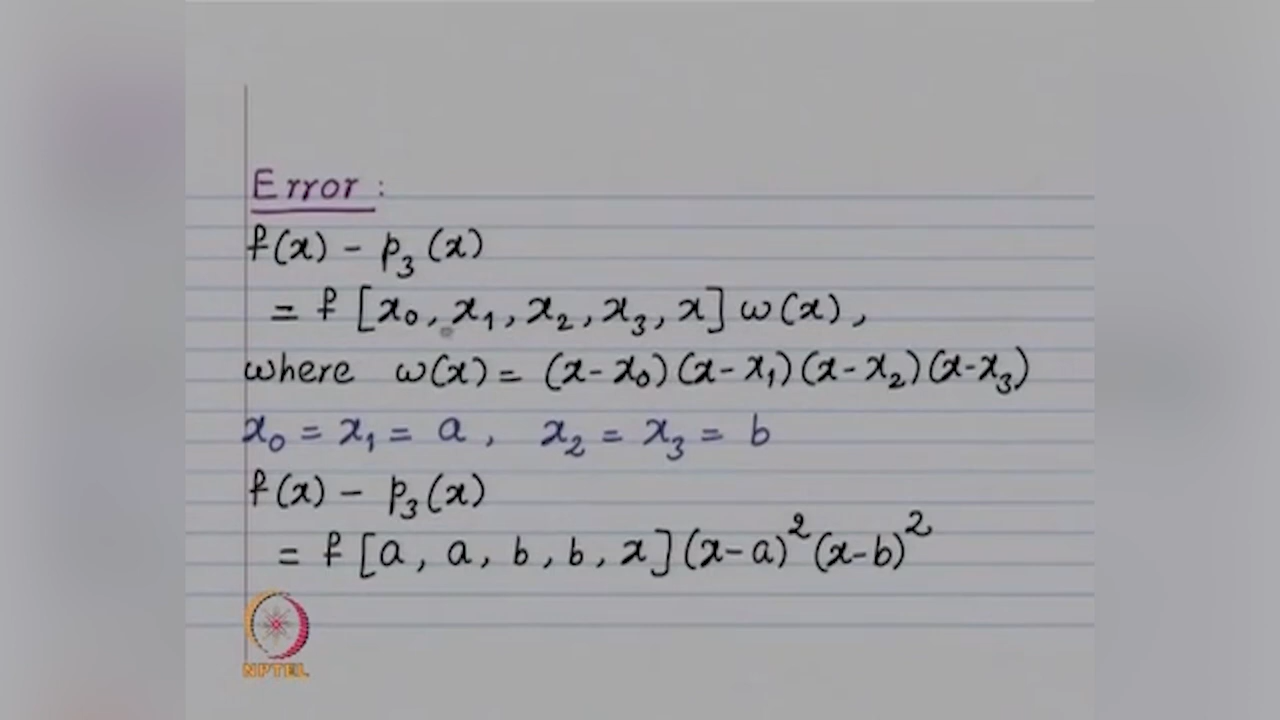 Error :
f(x) - p₃(x)
= f [x₀, x₁, x₂, x₃, x] ω(x),
where ω(x) = (x-x₀)(x-x₁)(x-x₂)(x-x₃)
x₀ = x₁ = a, x₂ = x₃ = b
f(x) - p₃(x)
= f [a, a, b, b, x](x-a)²(x-b)²
NPTEL